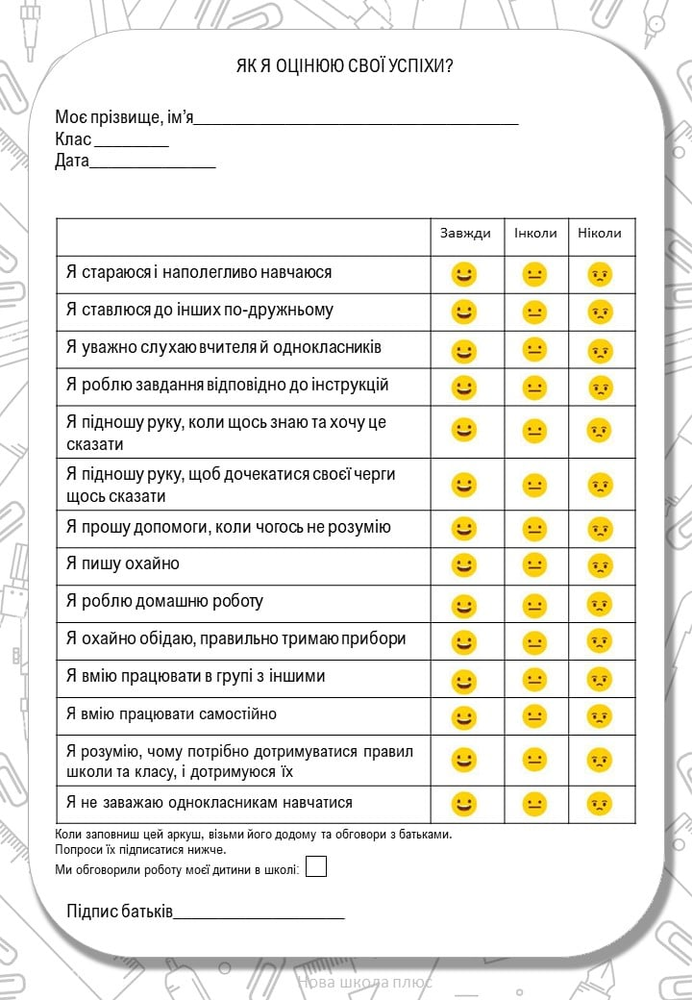 ЯК Я ОЦІНЮЮ СВОЇ УСПІХИ?
Моє прізвище, ім’я______________________________________
Клас _________
Дата_______________
Завжди Інколи Ніколи
Я стараюся і наполегливо навчаюся
Я ставлюся до інших по-дружньому
Я уважно слухаю вчителя й однокласників
Я роблю завдання відповідно до інструкцій
Я підношу руку, коли щось знаю та хочу це
сказати
Я підношу руку, щоб дочекатися своєї черги
щось сказати
Я прошу допомоги, коли чогось не розумію
Я пишу охайно
Я роблю домашню роботу
Я охайно обідаю, правильно тримаю прибори
Я вмію працювати в групі з іншими
Я вмію працювати самостійно
Я розумію, чому потрібно дотримуватися правил
школи та класу, і дотримуюся їх
Я не заважаю однокласникам навчатися
Коли заповниш цей аркуш, візьми його додому та обговори з батьками.
Попроси їх підписатися нижче.
Ми обговорили роботу моєї дитини в школі:
Підпис батьків____________________
Нова школа плюс